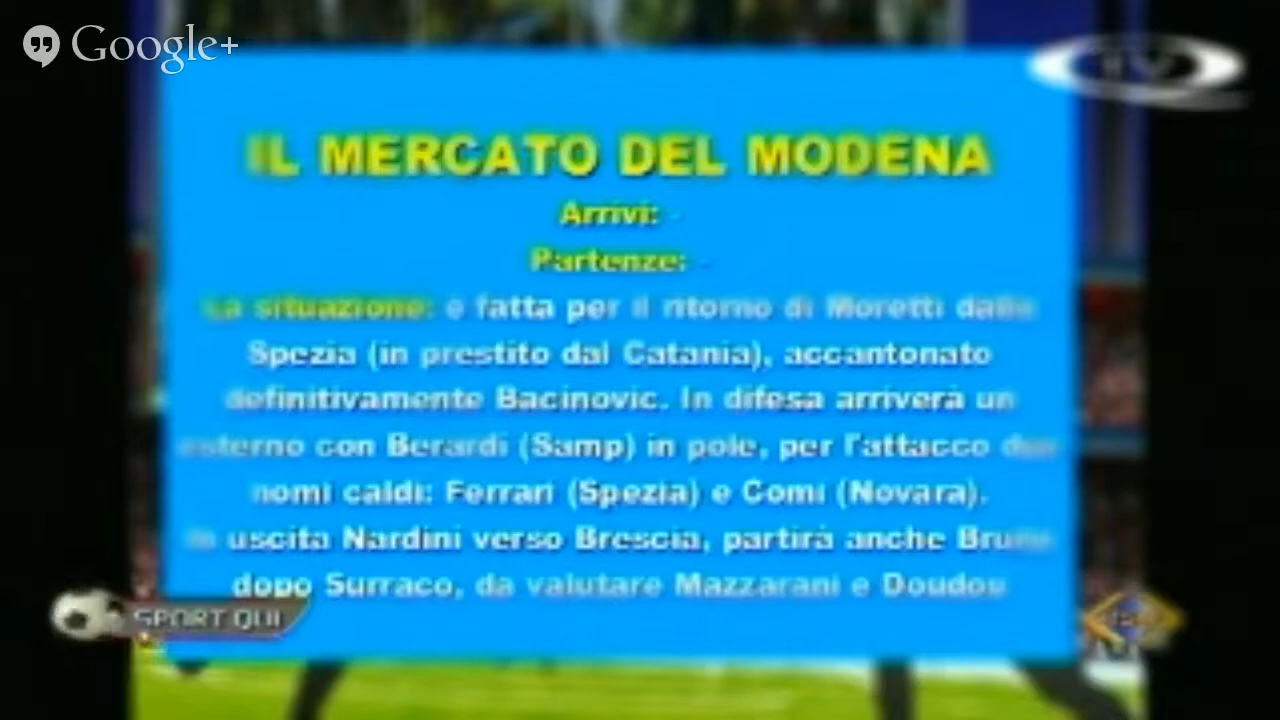 Google+
TV
IL MERCATO DEL MODENA
Arrivi: -
Partenze: -
La situazione: è fatta per il ritorno di Moretti dallo
Spezia (in prestito dal Catania), accantonato
definitivamente Bacinovic. In difesa arriverà un
esterno con Berardi (Samp) in pole, per l'attacco due
nomi caldi: Ferrari (Spezia) e Comi (Novara).
In uscita Nardini verso Brescia, partirà anche Bruno
dopo Surraco, da valutare Mazzarani e Doudou
SPORT QUI